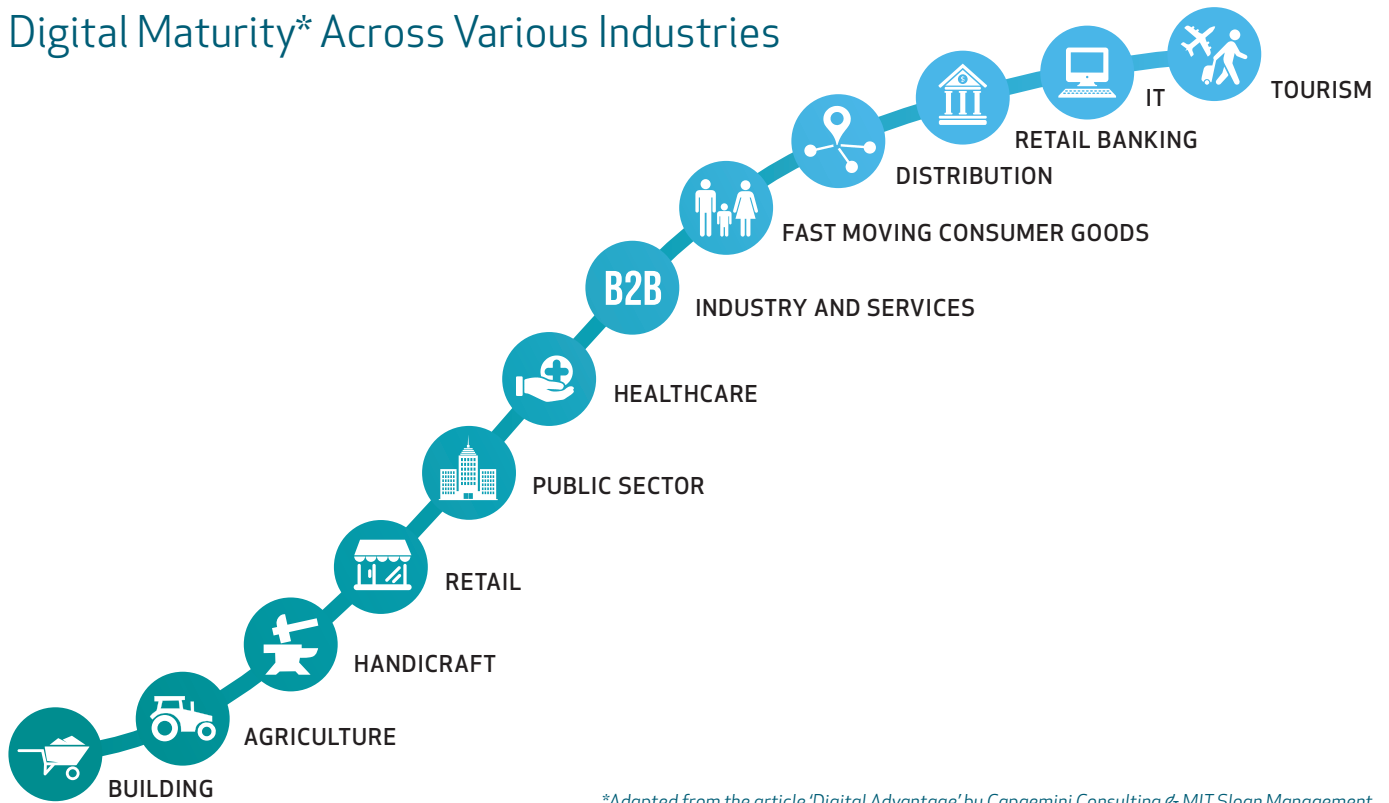 Digital Maturity* Across Various Industries
TOURISM
IT
RETAIL BANKING
DISTRIBUTION
FAST MOVING CONSUMER GOODS
B2B
INDUSTRY AND SERVICES
HEALTHCARE
PUBLIC SECTOR
RETAIL
HANDICRAFT
AGRICULTURE
BUILDING
*Adapted from the article 'Digital Advantage' by Capgemini Consulting & MIT Sloan Management